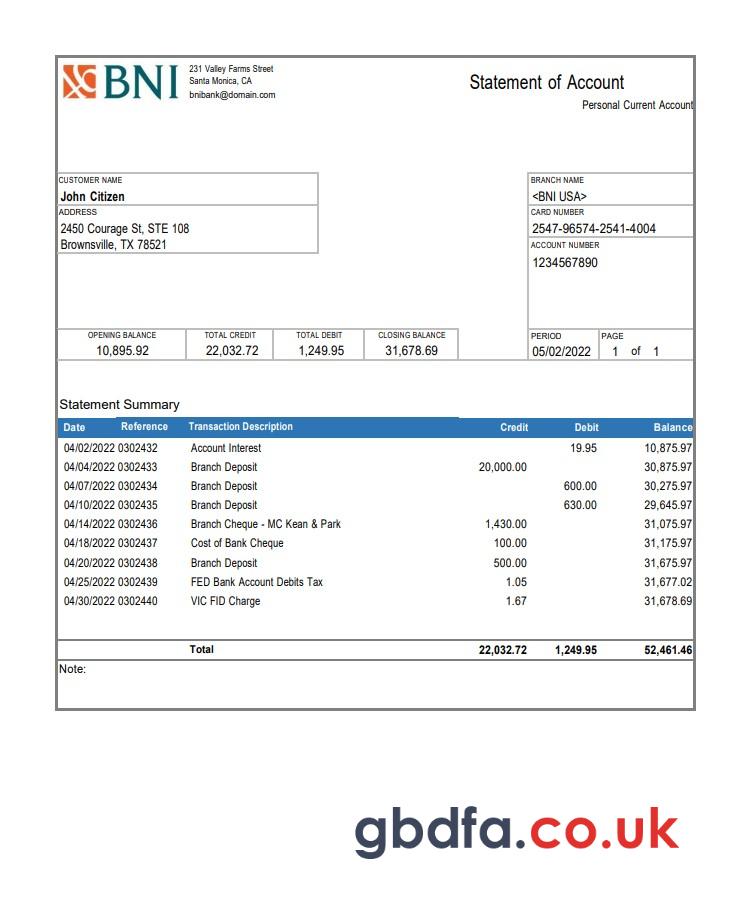 BNI
231 Valley Farms Street
Santa Monica, CA
bnibank@domain.com
Statement of Account
Personal Current Account
CUSTOMER NAME
John Citizen
ADDRESS
2450 Courage St, STE 108
Brownsville, TX 78521
BRANCH NAME
<BNI USA>
CARD NUMBER
2547-96574-2541-4004
ACCOUNT NUMBER
1234567890
OPENING BALANCE TOTAL CREDIT TOTAL DEBIT CLOSING BALANCE PERIOD PAGE
10,895.92 22,032.72 1,249.95 31,678.69 05/02/2022 1 of 1
Statement Summary
Date Reference Transaction Description Credit Debit Balance
04/02/2022 0302432 Account Interest 19.95 10,875.97
04/04/2022 0302433 Branch Deposit 20,000.00 30,875.97
04/07/2022 0302434 Branch Deposit 600.00 30,275.97
04/10/2022 0302435 Branch Deposit 630.00 29,645.97
04/14/2022 0302436 Branch Cheque - MC Kean & Park 1,430.00 31,075.97
04/18/2022 0302437 Cost of Bank Cheque 100.00 31,175.97
04/20/2022 0302438 Branch Deposit 500.00 31,675.97
04/25/2022 0302439 FED Bank Account Debits Tax 1.05 31,677.02
04/30/2022 0302440 VIC FID Charge 1.67 31,678.69
Total 22,032.72 1,249.95 52,461.46
Note:
gbdfa.co.uk